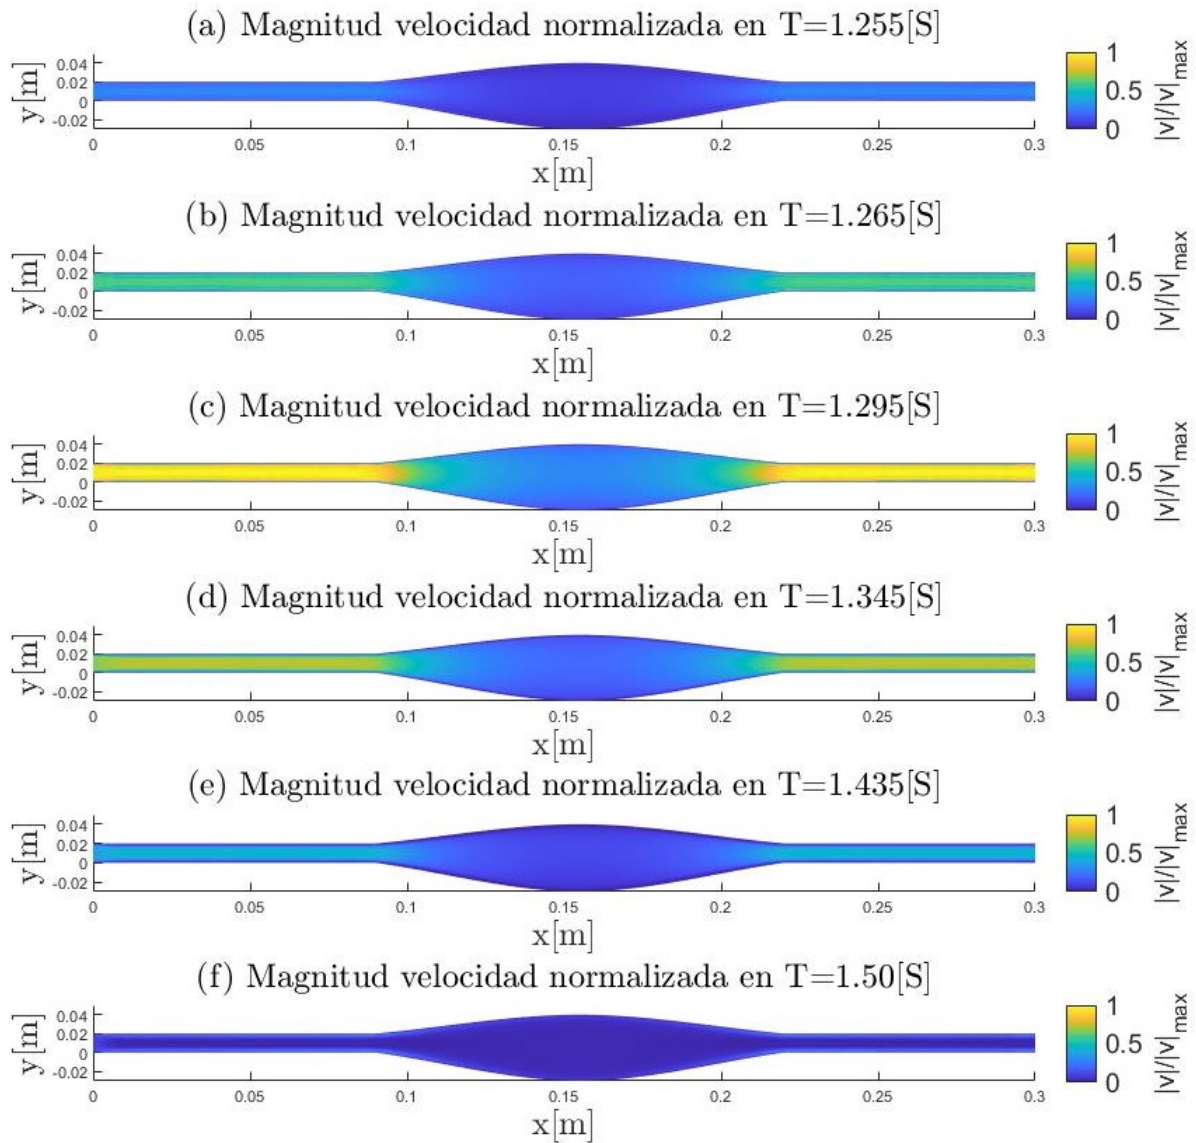 (a) Magnitud velocidad normalizada en T=1.255[S]
y[m]
0.04
0.02
0
-0.02
0 0.05 0.1 0.15 0.2 0.25 0.3
x[m]
1
0.5
0
|v|/|v|max
(b) Magnitud velocidad normalizada en T=1.265[S]
y[m]
0.04
0.02
0
-0.02
0 0.05 0.1 0.15 0.2 0.25 0.3
x[m]
1
0.5
0
|v|/|v|max
(c) Magnitud velocidad normalizada en T=1.295[S]
y[m]
0.04
0.02
0
-0.02
0 0.05 0.1 0.15 0.2 0.25 0.3
x[m]
1
0.5
0
|v|/|v|max
(d) Magnitud velocidad normalizada en T=1.345[S]
y[m]
0.04
0.02
0
-0.02
0 0.05 0.1 0.15 0.2 0.25 0.3
x[m]
1
0.5
0
|v|/|v|max
(e) Magnitud velocidad normalizada en T=1.435[S]
y[m]
0.04
0.02
0
-0.02
0 0.05 0.1 0.15 0.2 0.25 0.3
x[m]
1
0.5
0
|v|/|v|max
(f) Magnitud velocidad normalizada en T=1.50[S]
y[m]
0.04
0.02
0
-0.02
0 0.05 0.1 0.15 0.2 0.25 0.3
x[m]
1
0.5
0
|v|/|v|max